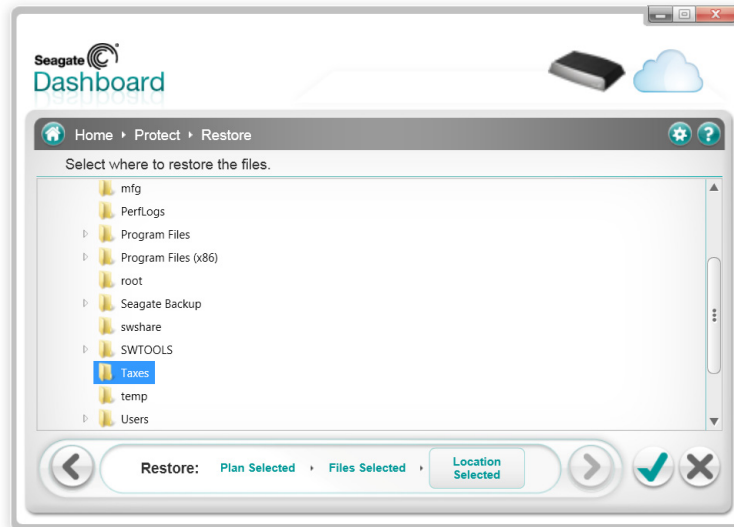 Seagate
Dashboard
Home ‣ Protect ‣ Restore
?
Select where to restore the files.
mfg
PerfLogs
Program Files
Program Files (x86)
root
Seagate Backup
swshare
SWTOOLS
Taxes
temp
Users
Restore: Plan Selected ‣ Files Selected ‣ Location
Selected